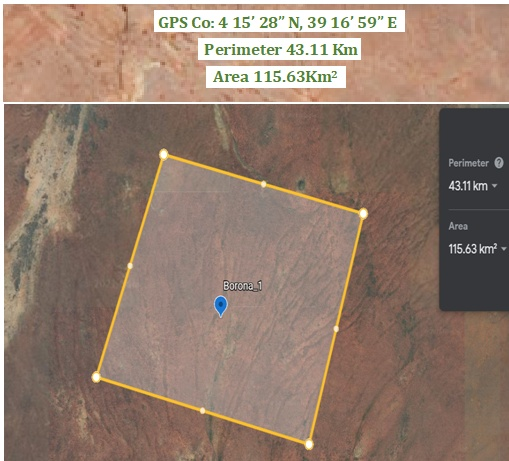 GPS Co: 4 15’ 28” N, 39 16’ 59” E
Perimeter 43.11 Km
Area 115.63Km²
Perimeter
43.11 km
Area
115.63 km²
Borona_1